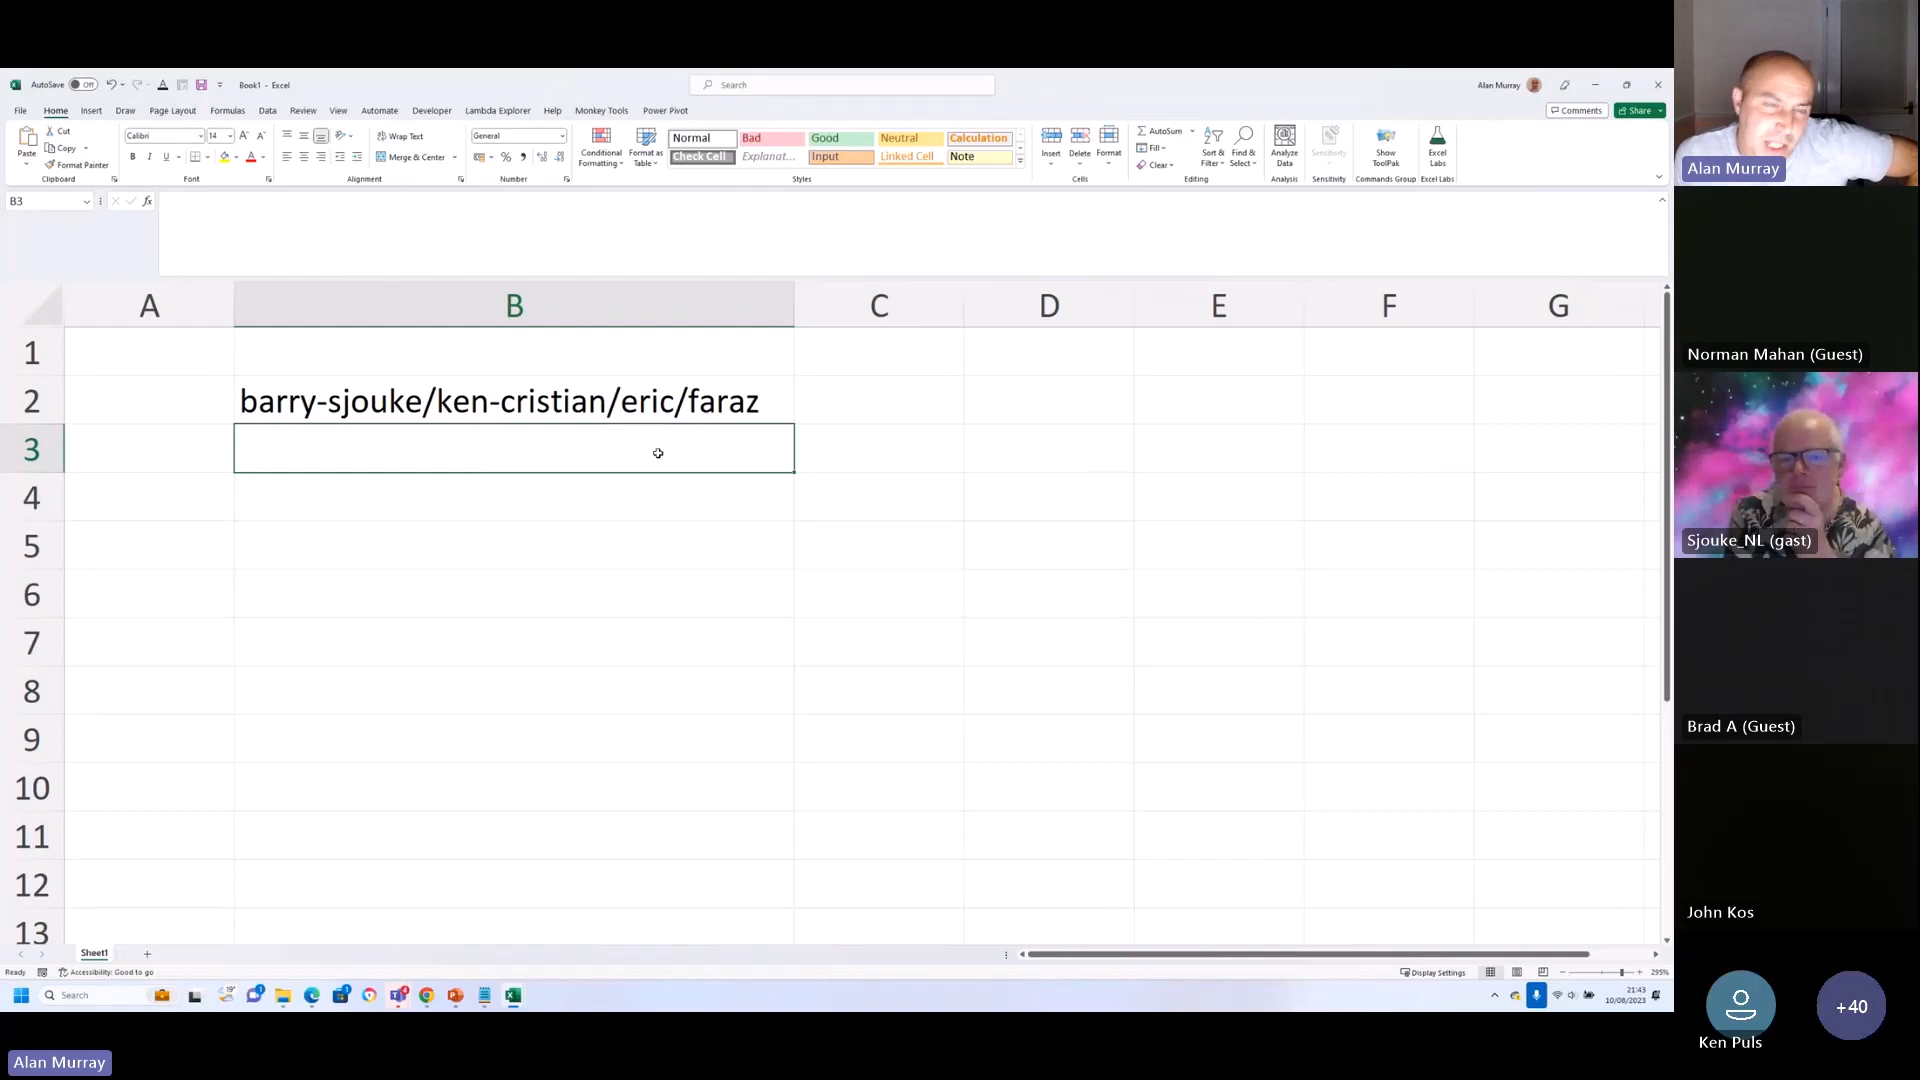 AutoSave Off Book1 - Excel Search Alan Murray
File Home Insert Draw Page Layout Formulas Data Review View Automate Developer Lambda Explorer Help Monkey Tools Power Pivot Comments Share
Paste Cut Copy Format Painter Clipboard
Calibri 14 Font
Wrap Text Merge & Center Alignment
General Number
Conditional Formatting Format as Table Normal Bad Good Neutral Calculation
Check Cell Explanat... Input Linked Cell Note Styles
Insert Delete Format Cells
AutoSum Fill Clear Sort & Filter Find & Select Editing
Analyze Data Analysis Sensitivity Sensitivity Show ToolPak Commands Group Excel Labs Excel Labs
B3 fx
A B C D E F G
1
2 barry-sjouke/ken-cristian/eric/faraz
3
4
5
6
7
8
9
10
11
12
13
Sheet1
Ready Accessibility: Good to go Display Settings 295%
Search 19° 21:43
10/08/2023
Alan Murray
Norman Mahan (Guest)
Sjouke_NL (gast)
Brad A (Guest)
John Kos
+40
Ken Puls
Alan Murray